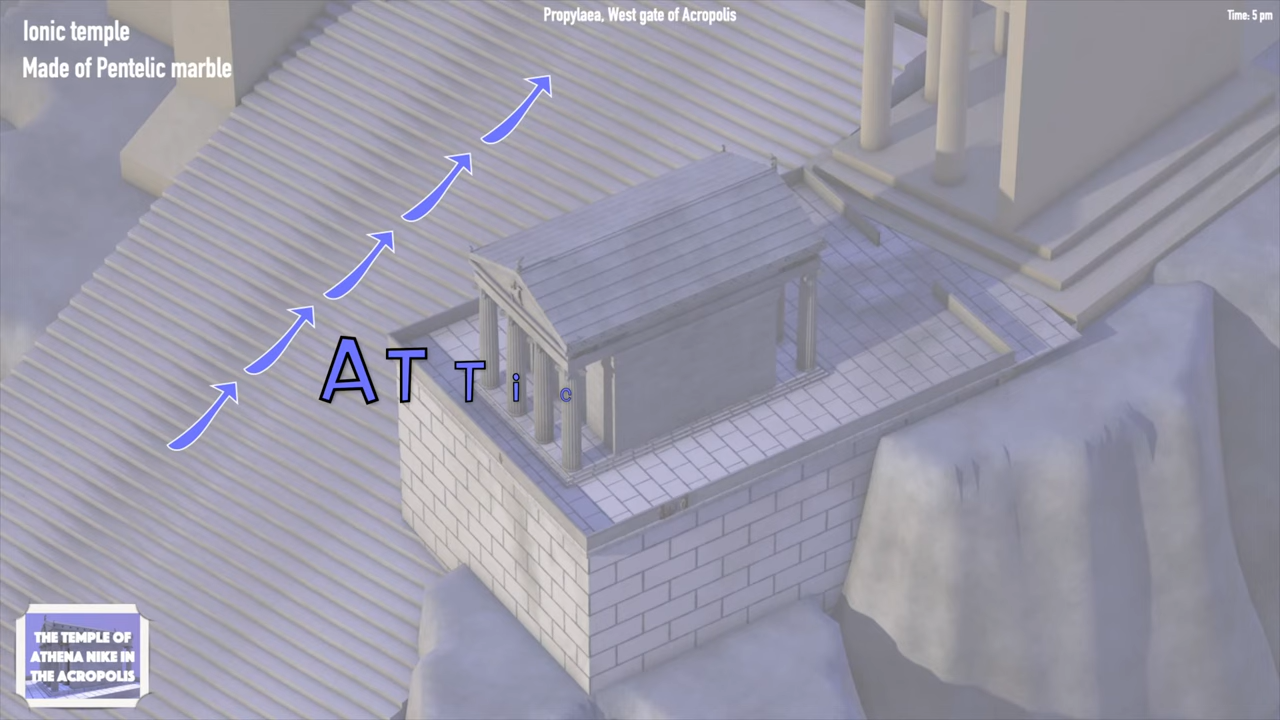 Ionic temple
Made of Pentelic marble
Propylaea, West gate of Acropolis
Time: 5 pm
ATTic
THE TEMPLE OF
ATHENA NIKE IN
THE ACROPOLIS